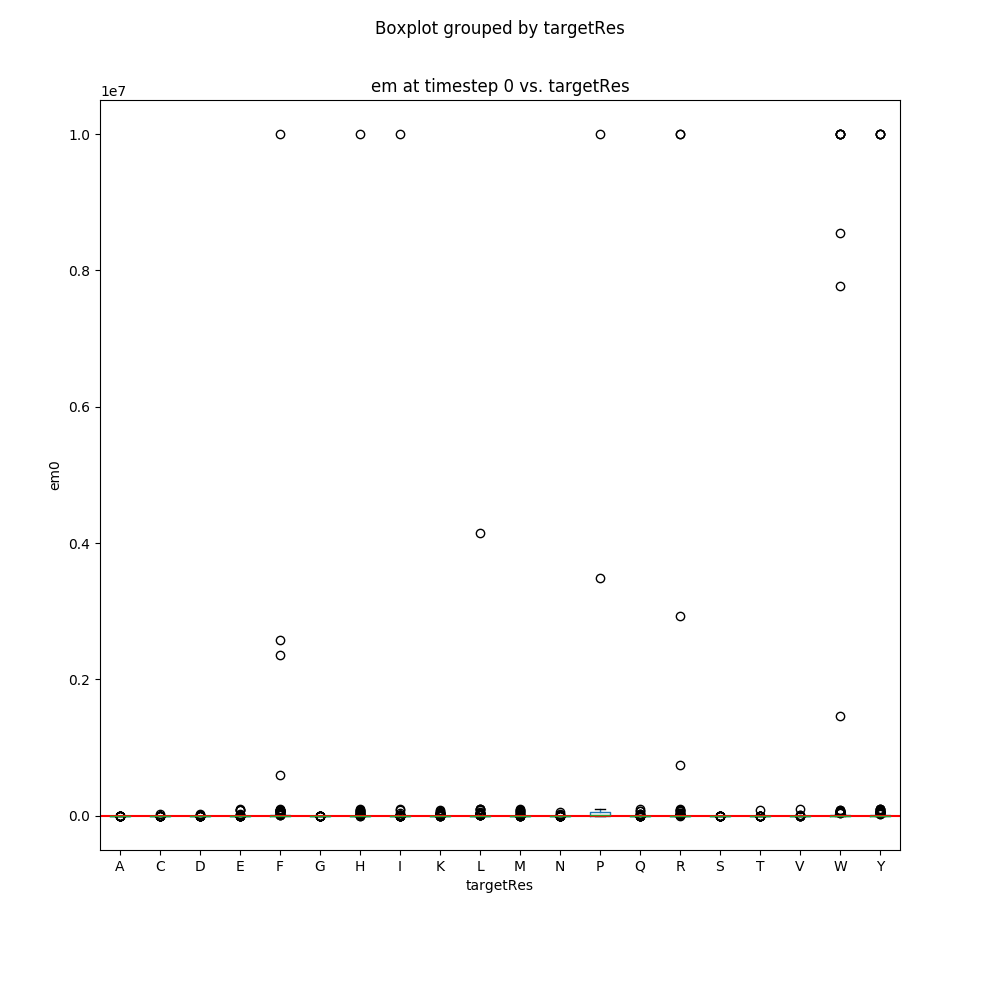 Boxplot grouped by targetRes
em at timestep 0 vs. targetRes
1e7
1.0
0.8
0.6
0.4
0.2
0.0
em0
A C D E F G H I K L M N P Q R S T V W Y
targetRes